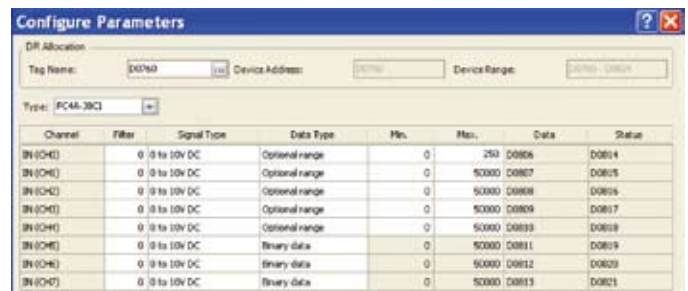 Configure Parameters
DR Allocation
Tag Name: D0760 Device Address: D0760 Device Range: D0760 - D0824
Type:
Channel Filter Signal Type Data Type Min. Max. Data Status
IN (CH0) 0 0 to 10V DC Optional range 0 250 D0806 D0814
IN (CH1) 0 0 to 10V DC Optional range 0 50000 D0807 D0815
IN (CH2) 0 0 to 10V DC Optional range 0 50000 D0808 D0816
IN (CH3) 0 0 to 10V DC Optional range 0 50000 D0809 D0817
IN (CH4) 0 0 to 10V DC Optional range 0 50000 D0810 D0818
IN (CH5) 0 0 to 10V DC Binary data 0 50000 D0811 D0819
IN (CH6) 0 0 to 10V DC Binary data 0 50000 D0812 D0820
IN (CH7) 0 0 to 10V DC Binary data 0 50000 D0813 D0821